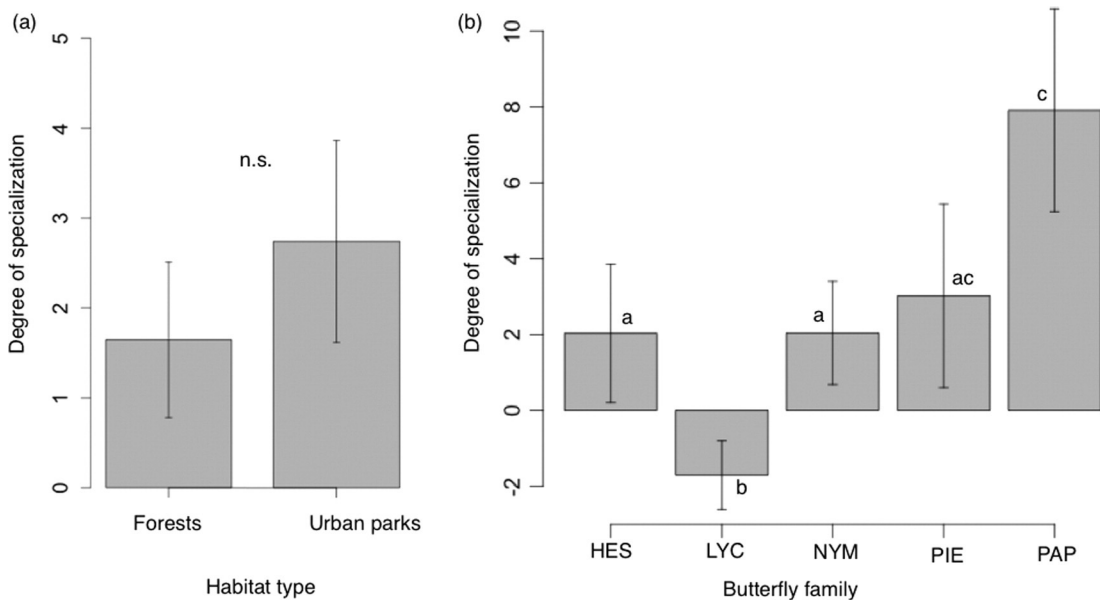 (a)
Degree of specialization
5
4
3
2
1
0
n.s.
Forests Urban parks
Habitat type
(b)
Degree of specialization
10
8
6
4
2
0
-2
a
b
a
ac
c
HES LYC NYM PIE PAP
Butterfly family